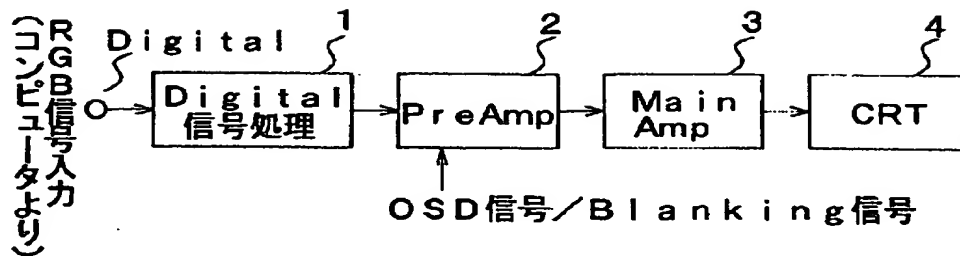 RGB信号入力
(コンピュータより)
Digital
1
Digital
信号処理
2
PreAmp
3
Main
Amp
4
CRT
OSD信号/Blanking信号